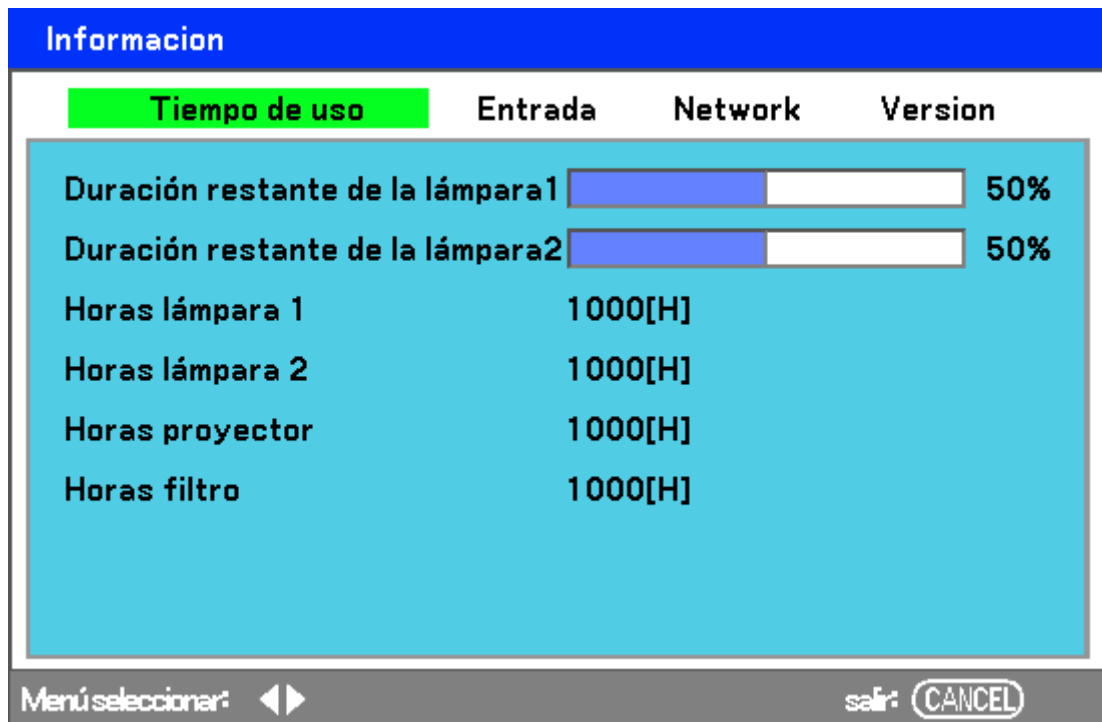 Informacion
Tiempo de uso Entrada Network Version
Duración restante de la lámpara1 50%
Duración restante de la lámpara2 50%
Horas lámpara 1 1000[H]
Horas lámpara 2 1000[H]
Horas proyector 1000[H]
Horas filtro 1000[H]
Menú seleccionar: salir: CANCEL